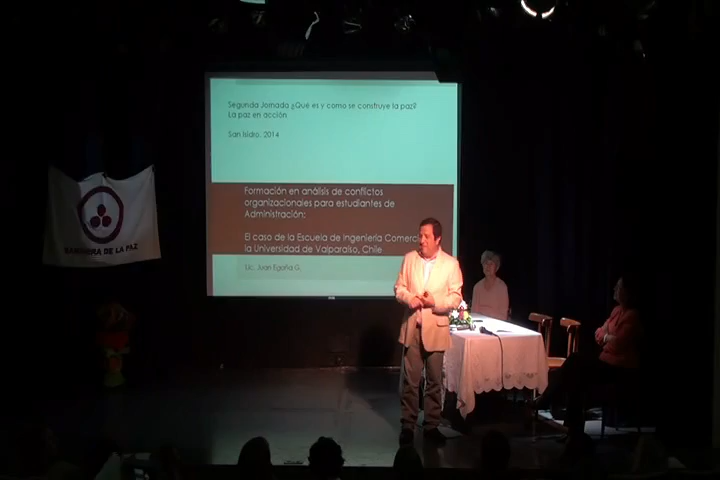 Segunda Jornada ¿Qué es y como se construye la paz?
La paz en acción
San Isidro, 2014
Formación en análisis de conflictos
organizacionales para estudiantes de
Administración:
El caso de la Escuela de Ingeniería Comerc
la Universidad de Valparaíso, Chile
Lic. Juan Egaña G.
BANDERA DE LA PAZ